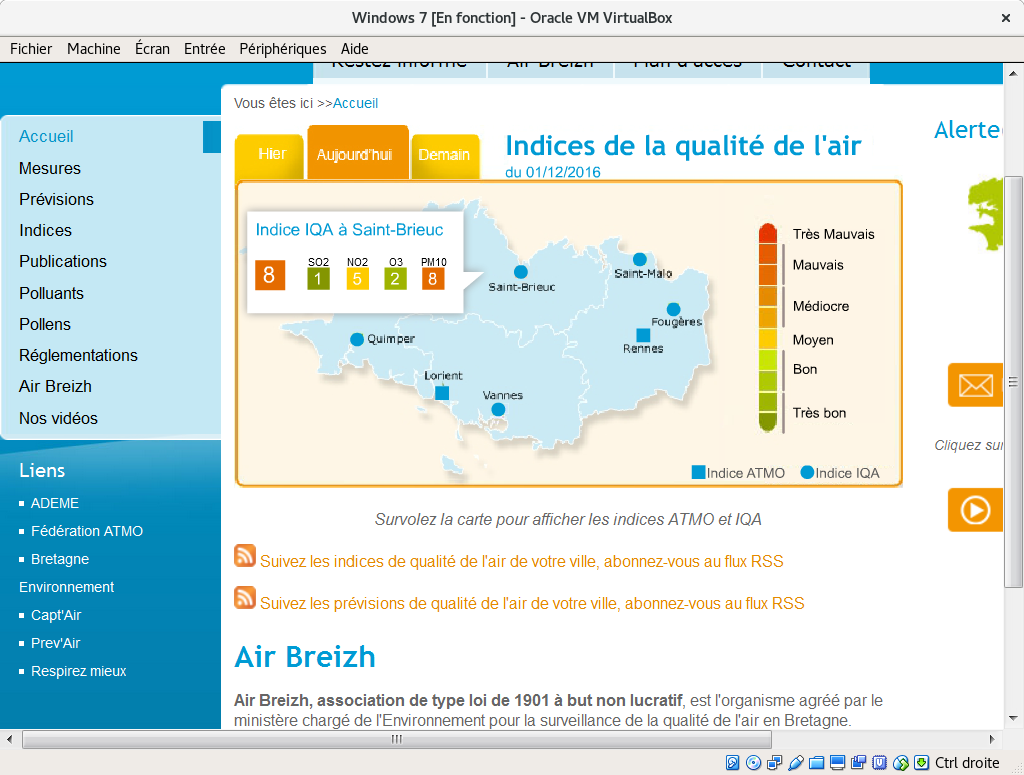 Windows 7 [En fonction] - Oracle VM VirtualBox
Fichier Machine Écran Entrée Périphériques Aide
Restez informé Air Breizh Plan d'accès Contact
Vous êtes ici >>Accueil
Accueil
Mesures
Prévisions
Indices
Publications
Polluants
Pollens
Réglementations
Air Breizh
Nos vidéos
Liens
ADEME
Fédération ATMO
Bretagne
Environnement
Capt'Air
Prev'Air
Respirez mieux
Hier Aujourd'hui Demain
Indices de la qualité de l'air
du 01/12/2016
Indice IQA à Saint-Brieuc
SO2 NO2 O3 PM10
8 1 5 2 8
Saint-Brieuc
Saint-Malo
Fougères
Rennes
Quimper
Lorient
Vannes
Très Mauvais
Mauvais
Médiocre
Moyen
Bon
Très bon
Indice ATMO Indice IQA
Survolez la carte pour afficher les indices ATMO et IQA
Suivez les indices de qualité de l'air de votre ville, abonnez-vous au flux RSS
Suivez les prévisions de qualité de l'air de votre ville, abonnez-vous au flux RSS
Air Breizh
Air Breizh, association de type loi de 1901 à but non lucratif, est l'organisme agréé par le
ministère chargé de l'Environnement pour la surveillance de la qualité de l'air en Bretagne.
Alerte
Cliquez sur
Ctrl droite